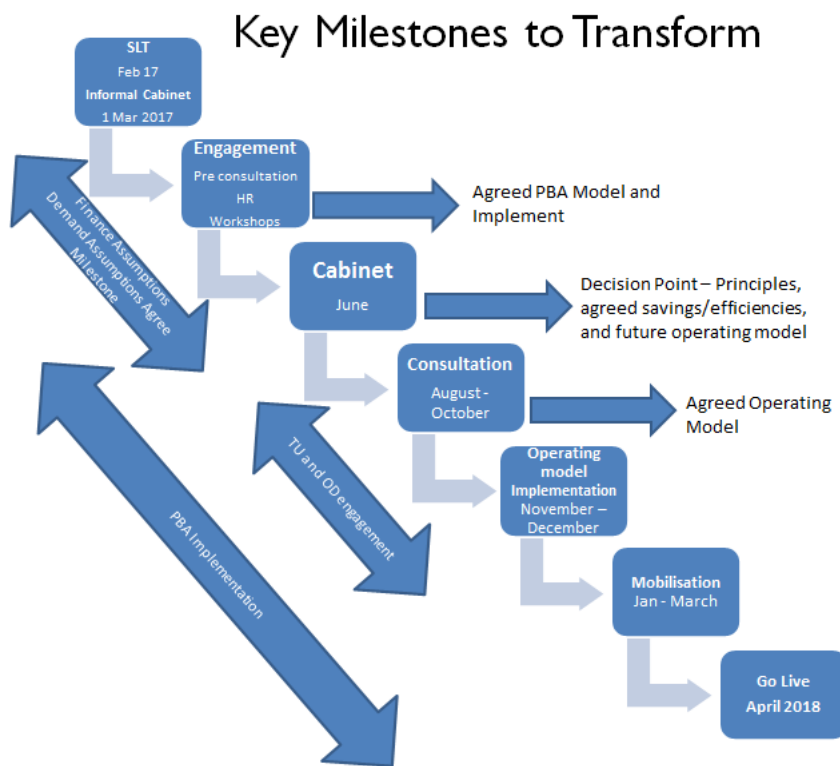 Key Milestones to Transform
SLT
Feb 17
Informal Cabinet
1 Mar 2017
Engagement
Pre consultation
HR
Workshops
Agreed PBA Model and
Implement
Finance Assumptions
Demand Assumptions Agree
Milestone
Cabinet
June
Decision Point – Principles,
agreed savings/efficiencies,
and future operating model
Consultation
August -
October
Agreed Operating
Model
TU and OD engagement
Operating
model
Implementation
November –
December
PBA Implementation
Mobilisation
Jan - March
Go Live
April 2018